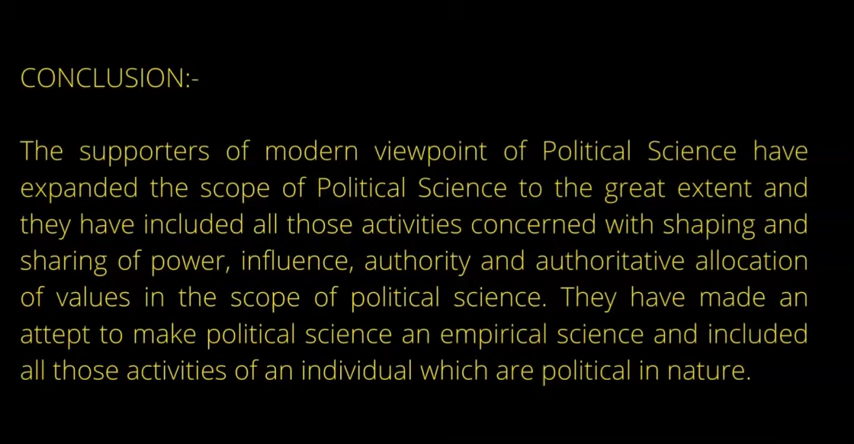 CONCLUSION:-
The supporters of modern viewpoint of Political Science have
expanded the scope of Political Science to the great extent and
they have included all those activities concerned with shaping and
sharing of power, influence, authority and authoritative allocation
of values in the scope of political science. They have made an
attept to make political science an empirical science and included
all those activities of an individual which are political in nature.